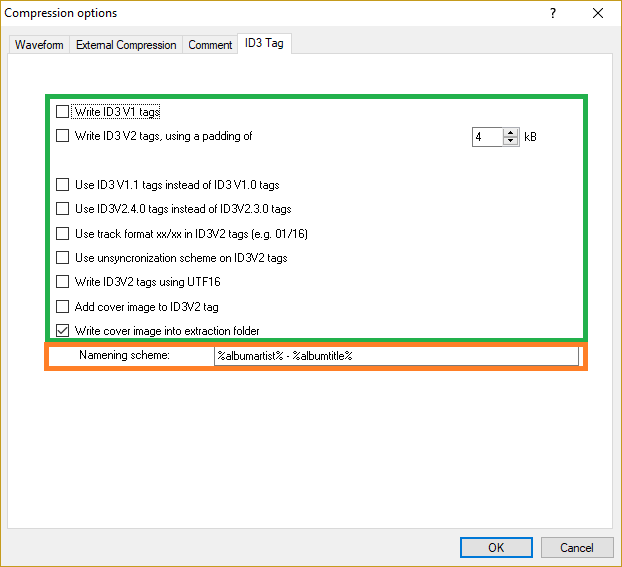 Compression options ?
Waveform External Compression Comment ID3 Tag
Write ID3 V1 tags
Write ID3 V2 tags, using a padding of 4 kB
Use ID3 V1.1 tags instead of ID3 V1.0 tags
Use ID3V2.4.0 tags instead of ID3V2.3.0 tags
Use track format xx/xx in ID3V2 tags (e.g. 01/16)
Use unsyncronization scheme on ID3V2 tags
Write ID3V2 tags using UTF16
Add cover image to ID3V2 tag
Write cover image into extraction folder
Namening scheme: %albumartist% - %albumtitle%
OK Cancel